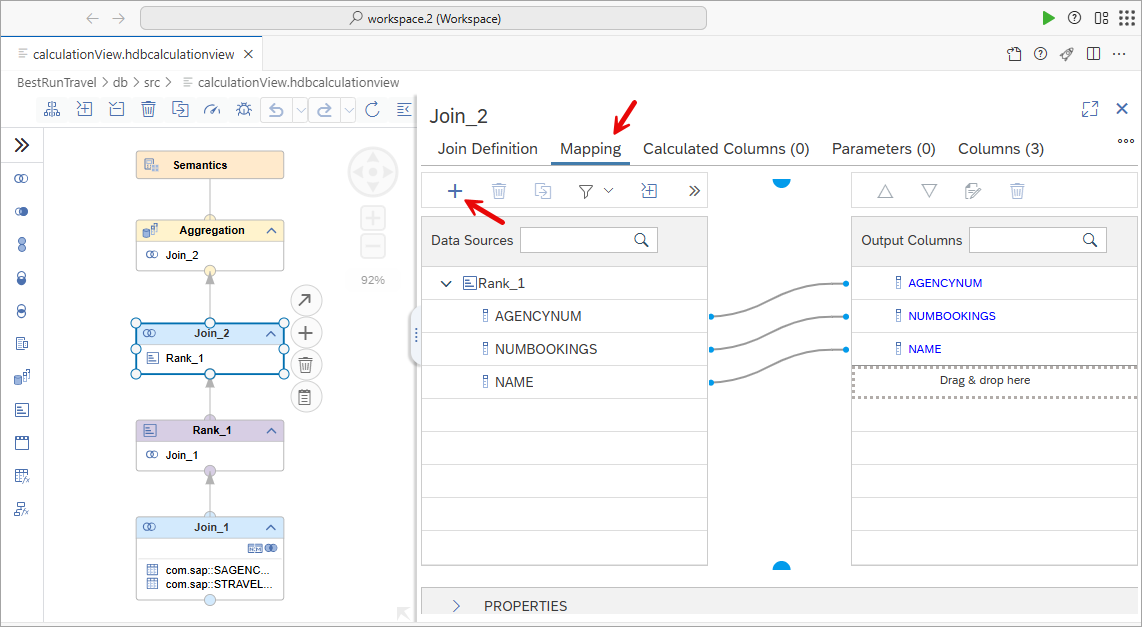 workspace.2 (Workspace)
calculationView.hdbcalculationview
BestRunTravel > db > src > calculationView.hdbcalculationview
Semantics
Aggregation
Join_2
92%
Join_2
Rank_1
Rank_1
Join_1
Join_1
com.sap::SAGENC...
com.sap::STRAVEL...
Join_2
Join Definition Mapping Calculated Columns (0) Parameters (0) Columns (3)
Data Sources
Rank_1
AGENCYNUM
NUMBOOKINGS
NAME
Output Columns
AGENCYNUM
NUMBOOKINGS
NAME
Drag & drop here
PROPERTIES